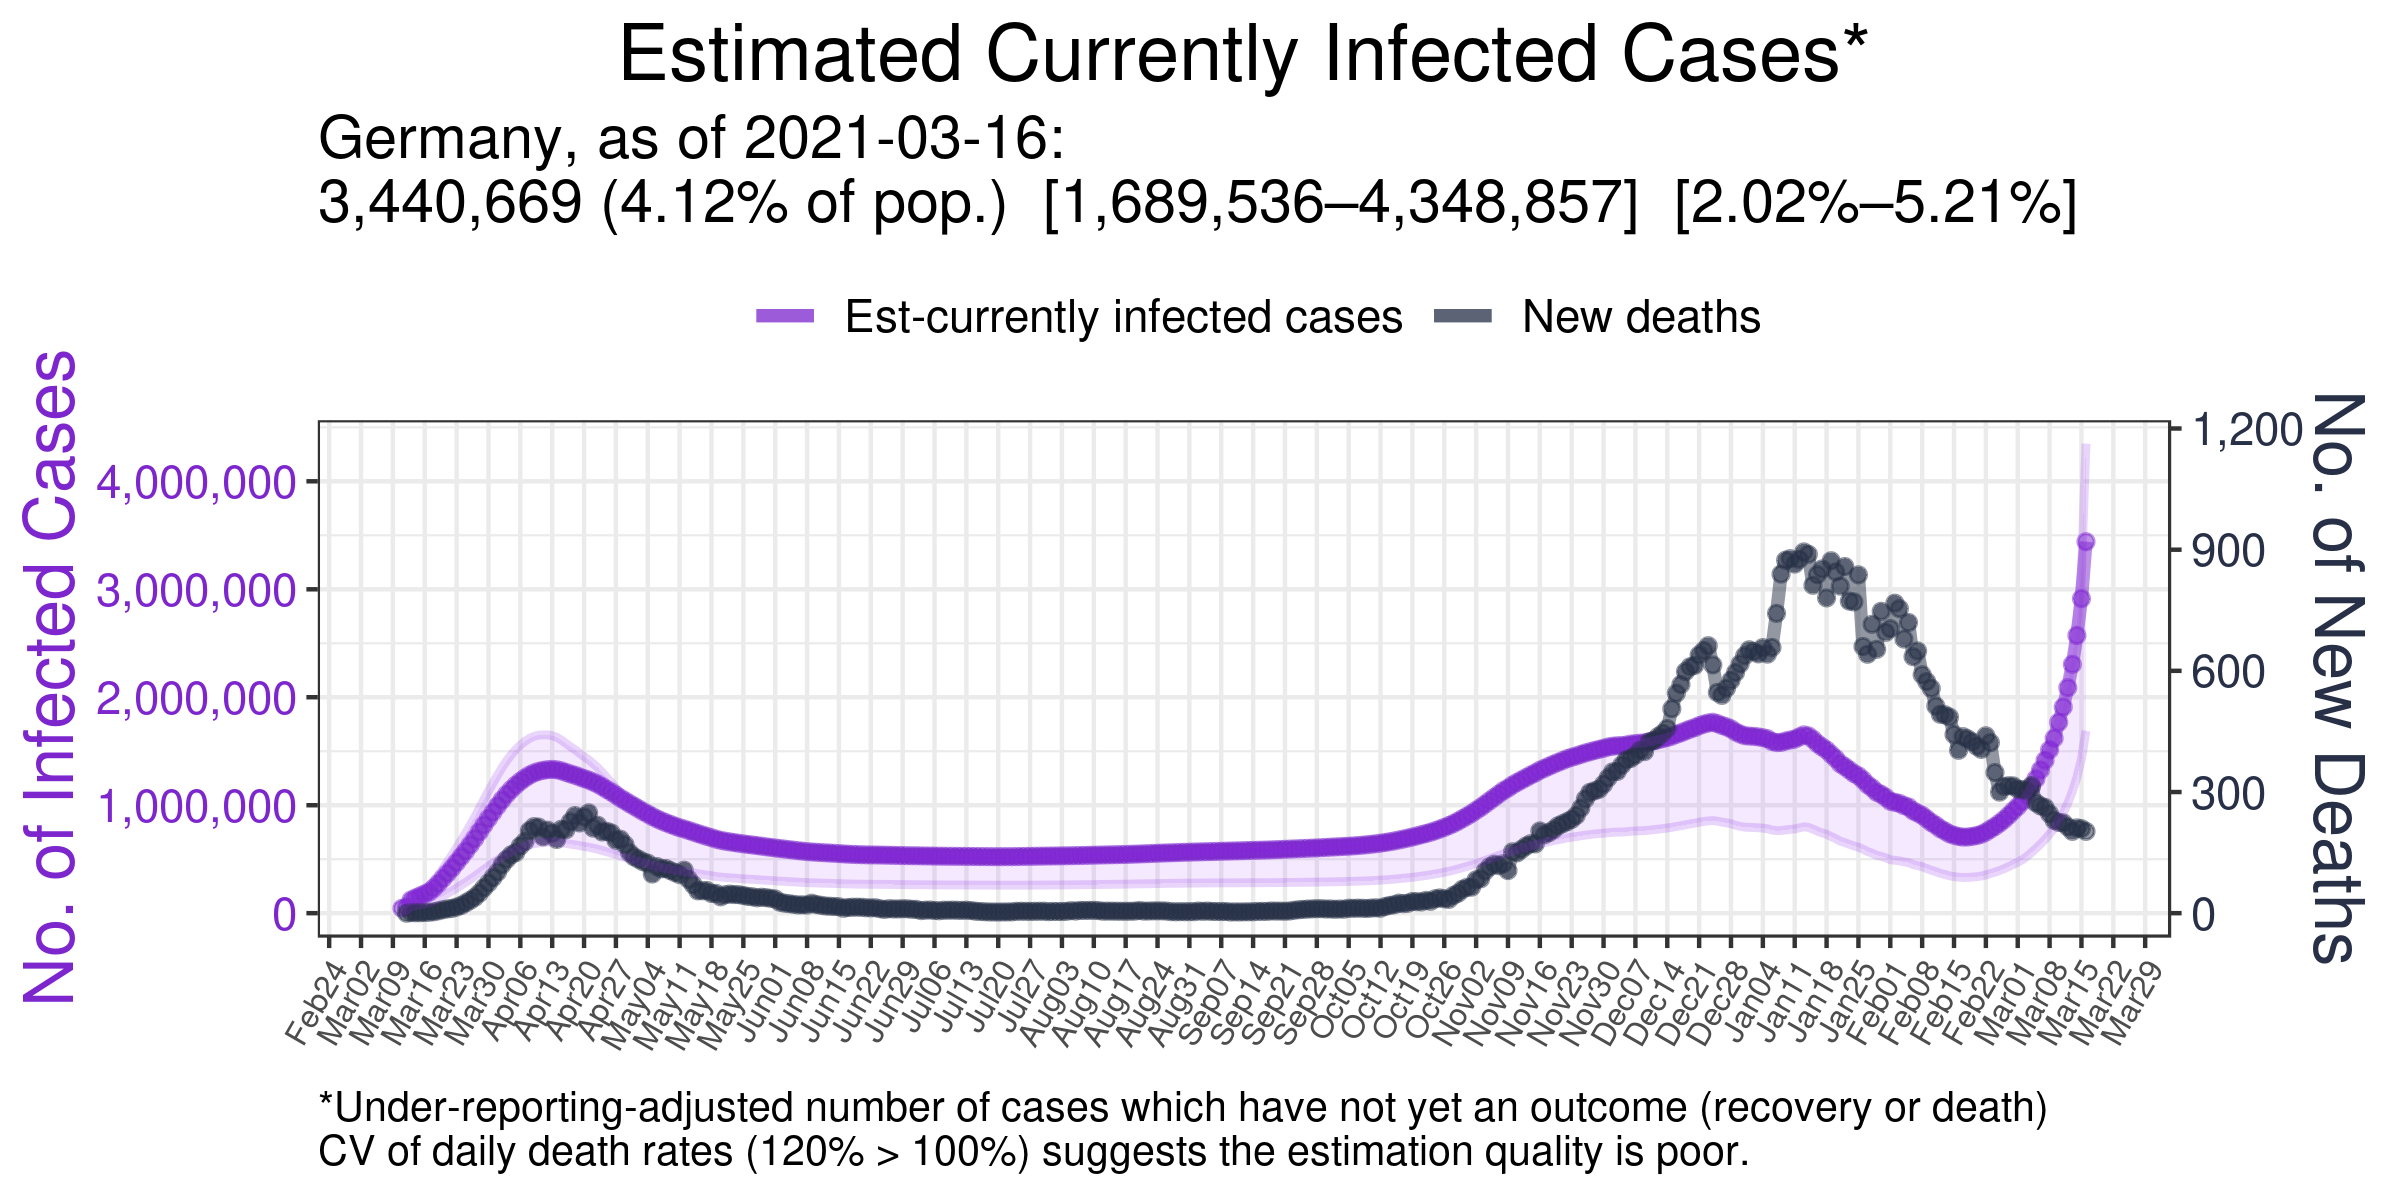 Estimated Currently Infected Cases*
Germany, as of 2021-03-16:
3,440,669 (4.12% of pop.) [1,689,536–4,348,857] [2.02%–5.21%]
Est-currently infected cases
New deaths
No. of Infected Cases
4,000,000
3,000,000
2,000,000
1,000,000
0
1,200
900
600
300
0
No. of New Deaths
Feb24
Mar02
Mar09
Mar16
Mar23
Mar30
Apr06
Apr13
Apr20
Apr27
May04
May11
May18
May25
Jun01
Jun08
Jun15
Jun22
Jun29
Jul06
Jul13
Jul20
Jul27
Aug03
Aug10
Aug17
Aug24
Aug31
Sep07
Sep14
Sep21
Sep28
Oct05
Oct12
Oct19
Oct26
Nov02
Nov09
Nov16
Nov23
Nov30
Dec07
Dec14
Dec21
Dec28
Jan04
Jan11
Jan18
Jan25
Feb01
Feb08
Feb15
Feb22
Mar01
Mar08
Mar15
Mar22
Mar29
*Under-reporting-adjusted number of cases which have not yet an outcome (recovery or death)
CV of daily death rates (120% > 100%) suggests the estimation quality is poor.